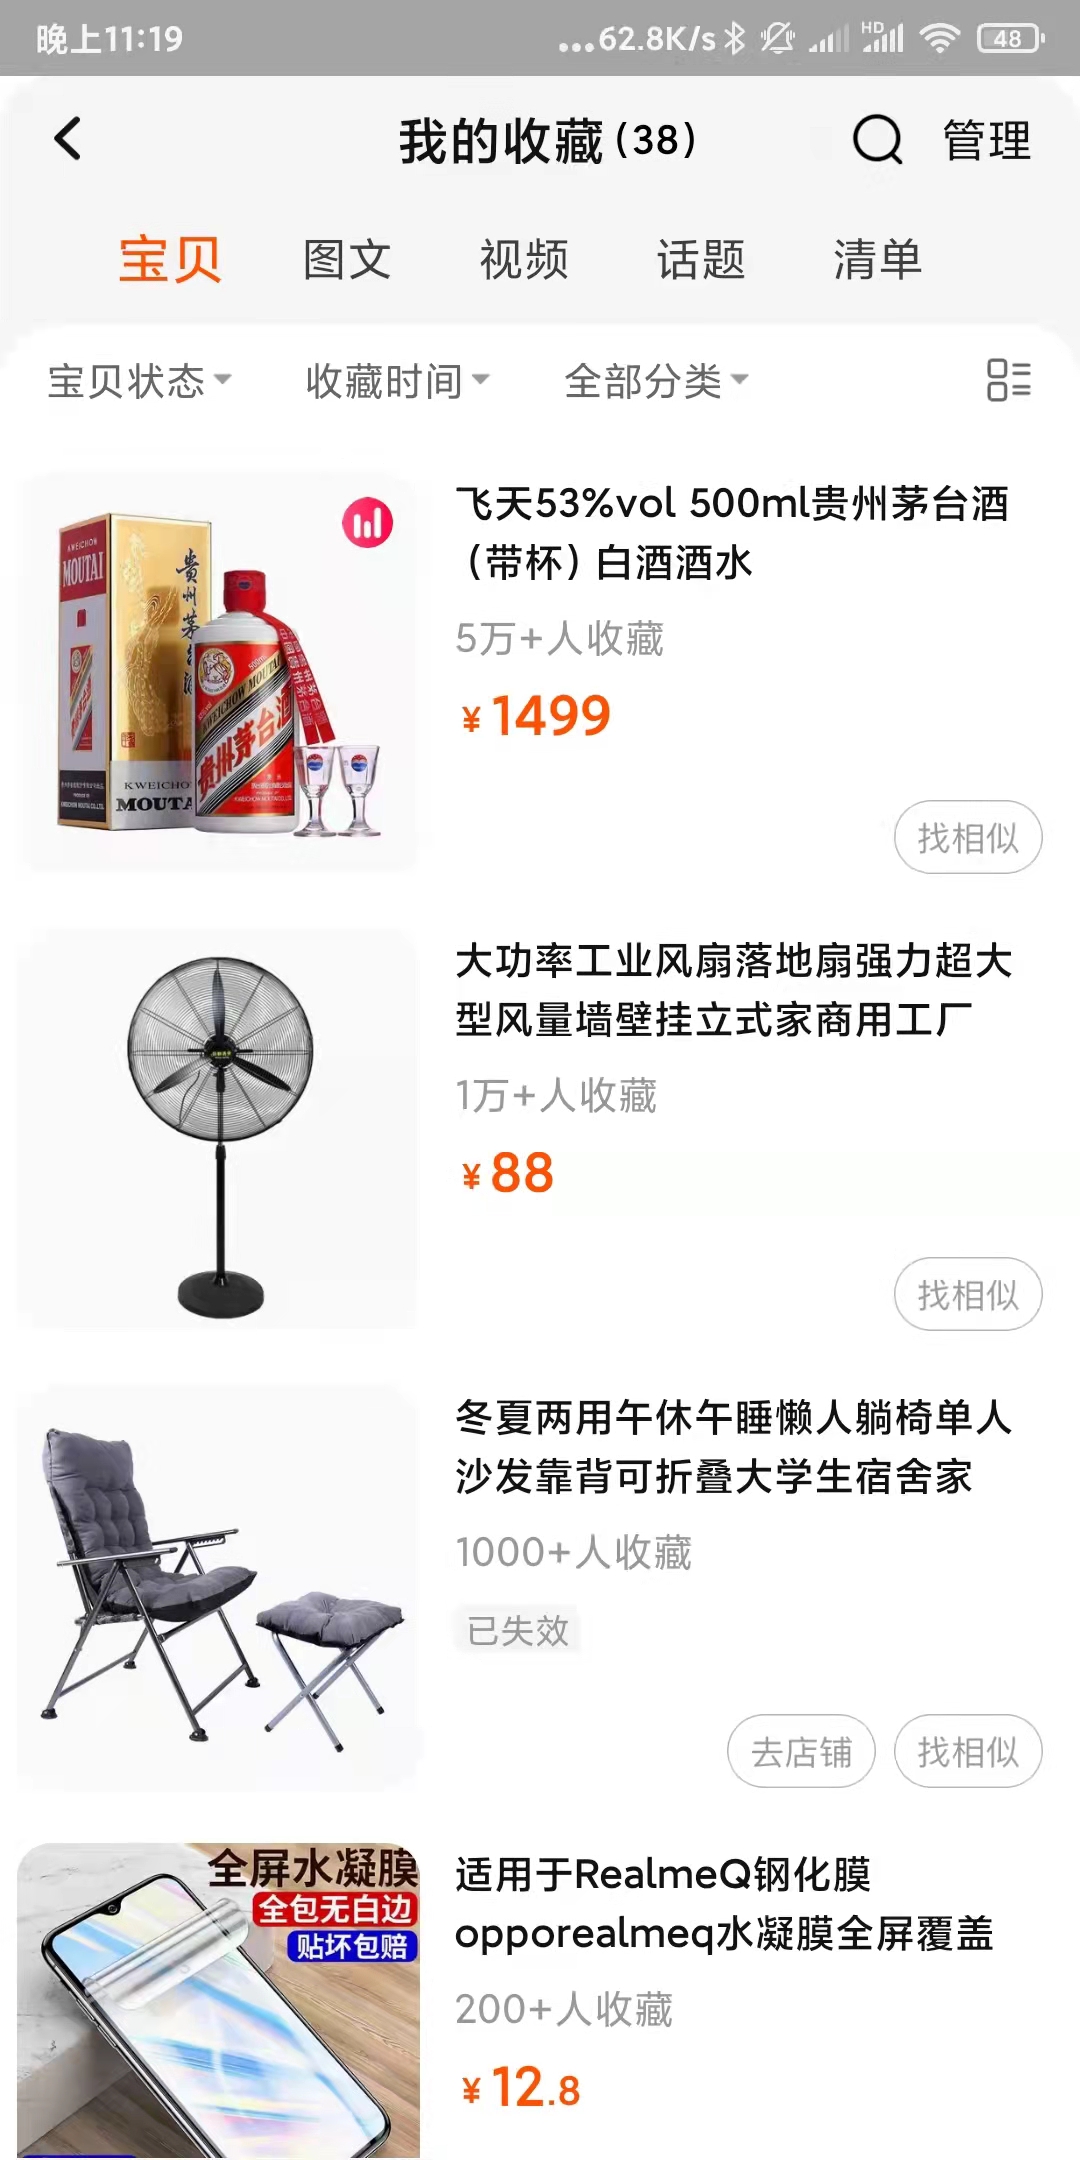 晚上11:19
...62.8K/s
HD
48
我的收藏(38)
管理
宝贝
图文
视频
话题
清单
宝贝状态
收藏时间
全部分类
飞天53%vol 500ml贵州茅台酒
（带杯）白酒酒水
5万+人收藏
¥1499
找相似
KWEICHOW
MOUTAI
贵州茅台酒
KWEICHO
MOUTA
500ml
KWEICHOW MOUTAI
贵州茅台酒
大功率工业风扇落地扇强力超大
型风量墙壁挂立式家商用工厂
1万+人收藏
¥88
找相似
冬夏两用午休午睡懒人躺椅单人
沙发靠背可折叠大学生宿舍家
1000+人收藏
已失效
去店铺
找相似
全屏水凝膜
全包无白边
贴坏包赔
适用于RealmeQ钢化膜
opporealmeq水凝膜全屏覆盖
200+人收藏
¥12.8